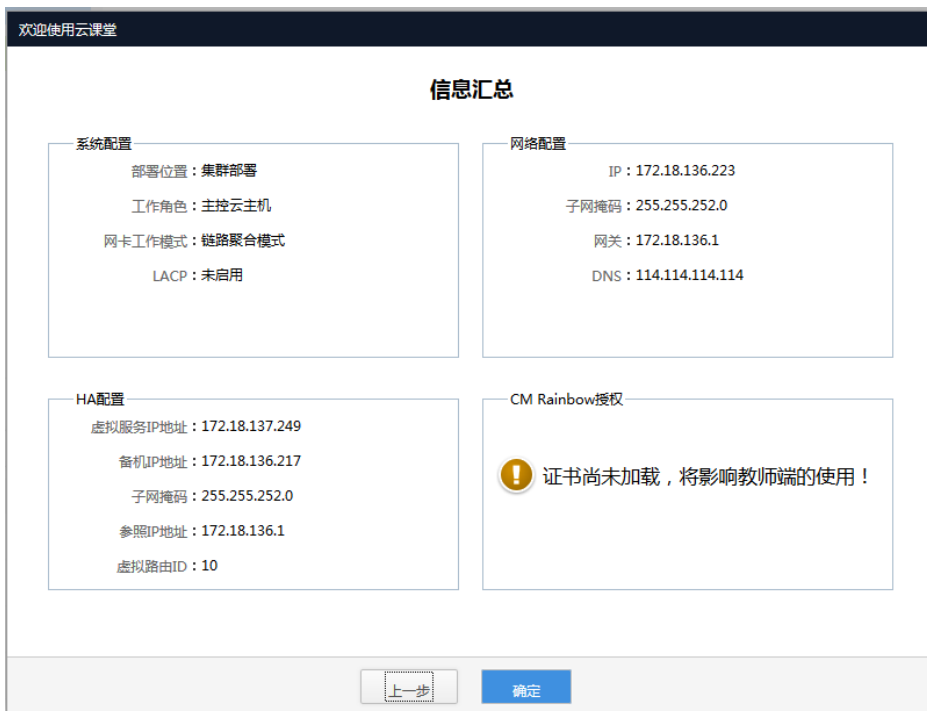 欢迎使用云课堂
信息汇总
系统配置
部署位置：集群部署
工作角色：主控云主机
网卡工作模式：链路聚合模式
LACP：未启用
网络配置
IP：172.18.136.223
子网掩码：255.255.252.0
网关：172.18.136.1
DNS：114.114.114.114
HA配置
虚拟服务IP地址：172.18.137.249
备机IP地址：172.18.136.217
子网掩码：255.255.252.0
参照IP地址：172.18.136.1
虚拟路由ID：10
CM Rainbow授权
证书尚未加载，将影响教师端的使用！
上一步
确定